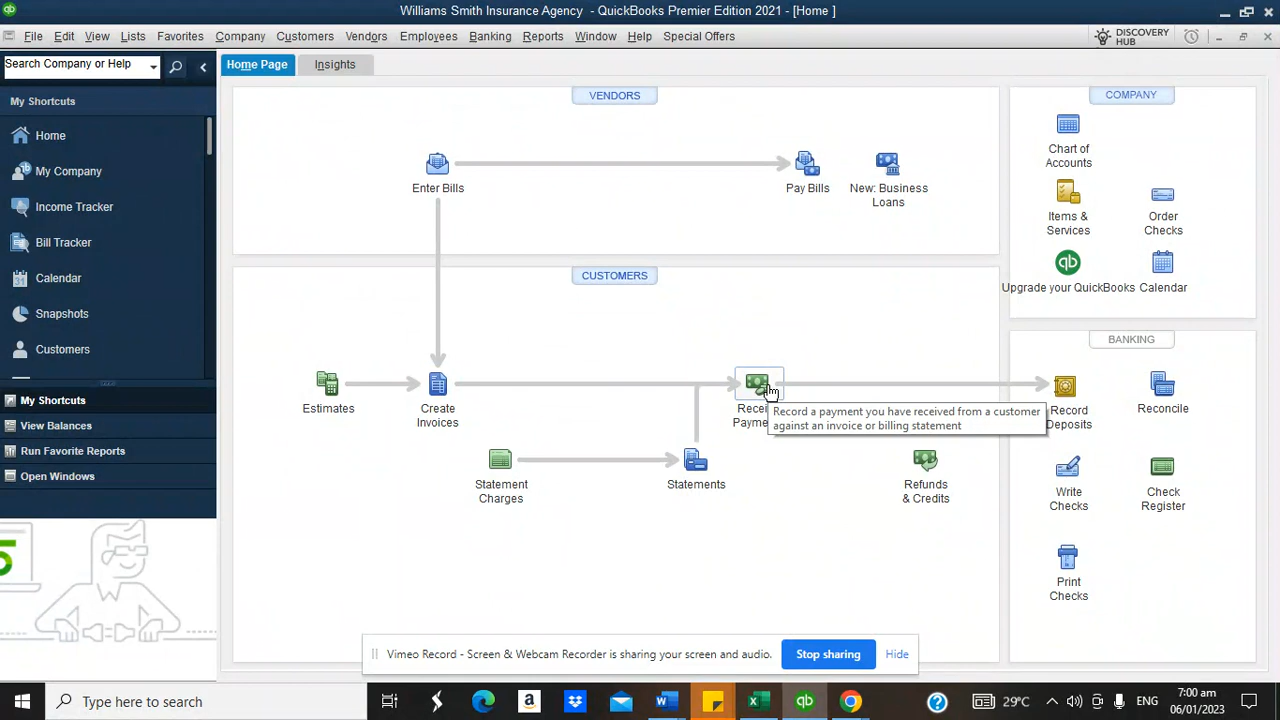 Williams Smith Insurance Agency - QuickBooks Premier Edition 2021 - [Home ]
File Edit View Lists Favorites Company Customers Vendors Employees Banking Reports Window Help Special Offers
DISCOVERY
HUB
Search Company or Help
Home Page
Insights
My Shortcuts
Home
My Company
Income Tracker
Bill Tracker
Calendar
Snapshots
Customers
My Shortcuts
View Balances
Run Favorite Reports
Open Windows
VENDORS
Enter Bills
Pay Bills
New: Business
Loans
CUSTOMERS
Estimates
Create
Invoices
Record a payment you have received from a customer
against an invoice or billing statement
Statement
Charges
Statements
Refunds
& Credits
COMPANY
Chart of
Accounts
Items &
Services
Order
Checks
qb
Upgrade your QuickBooks
Calendar
BANKING
Record
Deposits
Reconcile
Write
Checks
Check
Register
Print
Checks
Vimeo Record - Screen & Webcam Recorder is sharing your screen and audio.
Stop sharing
Hide
Type here to search
29°C
ENG
7:00 am
06/01/2023